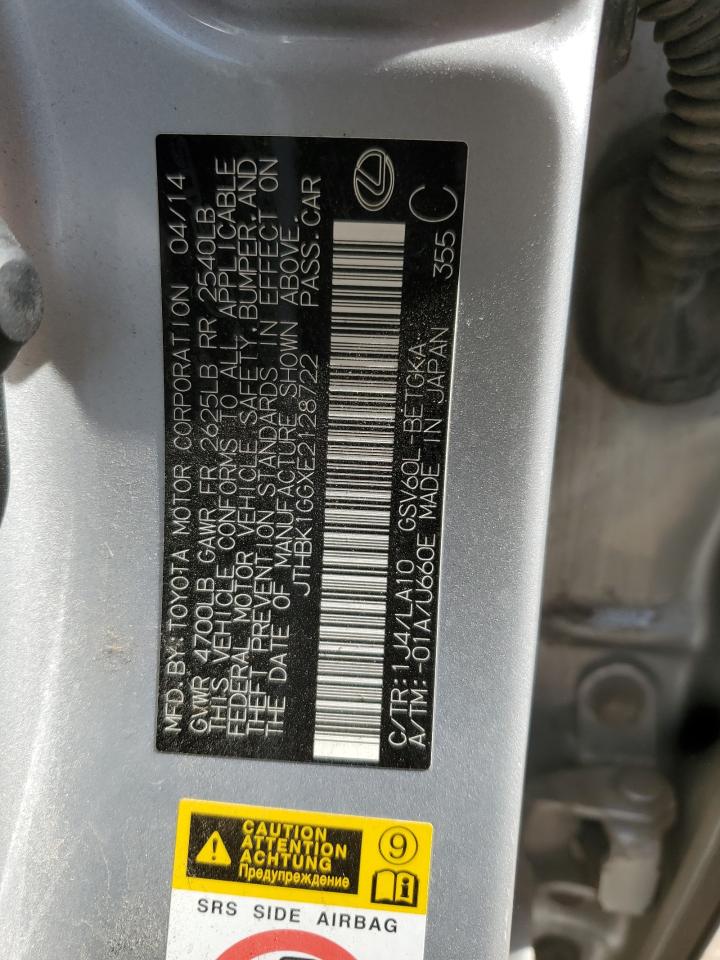 MFD.BY:TOYOTA MOTOR CORPORATION 04/14
GVWR 4700LB GAWR FR 2625LB RR 2540LB
THIS VEHICLE CONFORMS TO ALL APPLICABLE
FEDERAL MOTOR VEHICLE SAFETY,BUMPER,AND
THEFT PREVENTION STANDARDS IN EFFECT ON
THE DATE OF MANUFACTURE SHOWN ABOVE.
JTHBK1GGXE2128722 PASS.CAR
C/TR:1J4/LA10 GSV60L-BETGKA 355 C
A/TM:-01A/U660E MADE IN JAPAN
CAUTION
ATTENTION
ACHTUNG
Предупреждение
9
i
SRS SIDE AIRBAG